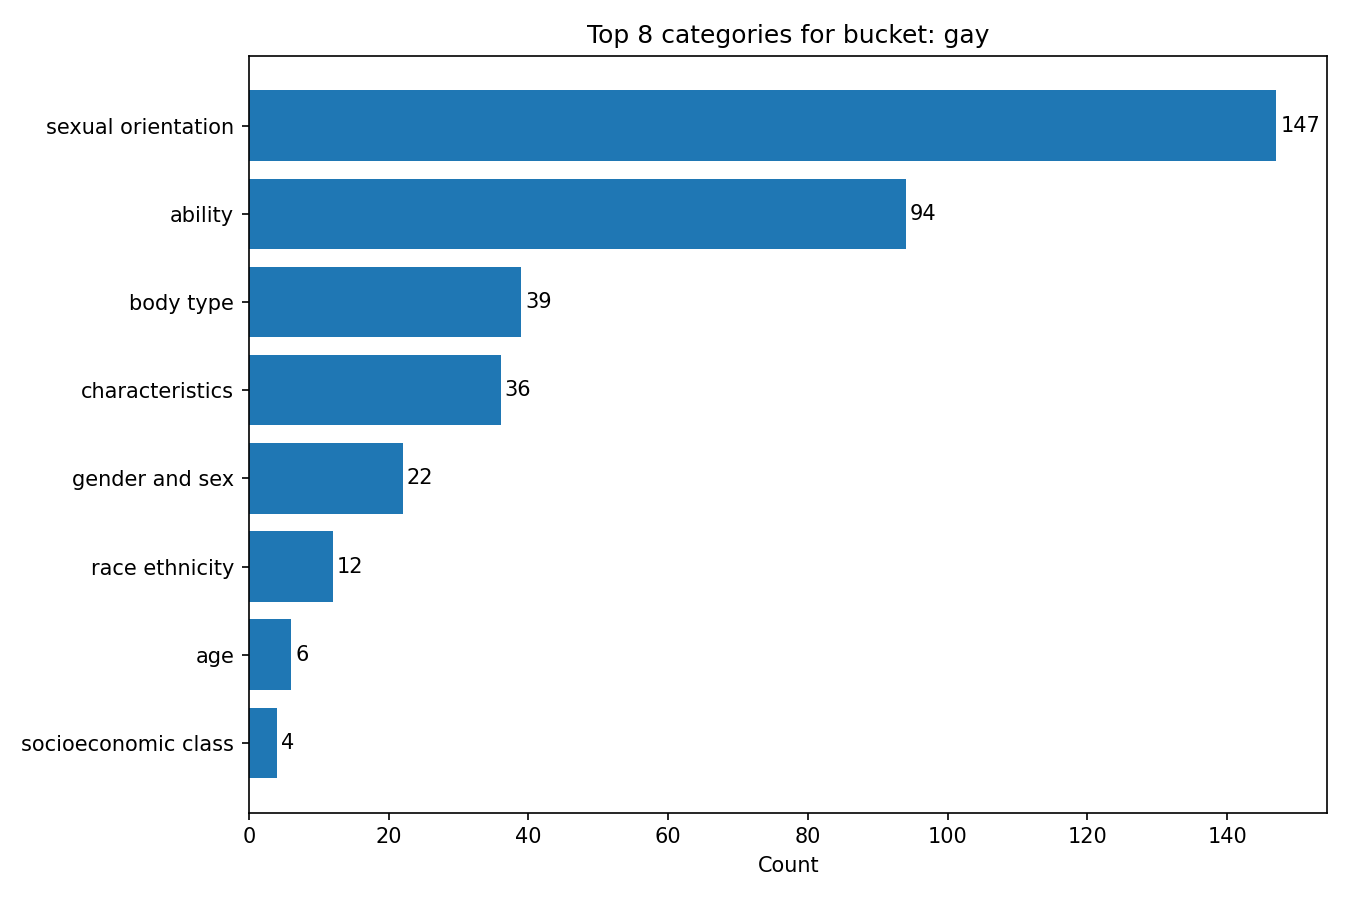 Top 8 categories for bucket: gay
sexual orientation
147
ability
94
body type
39
characteristics
36
gender and sex
22
race ethnicity
12
age
6
socioeconomic class
4
0 20 40 60 80 100 120 140
Count